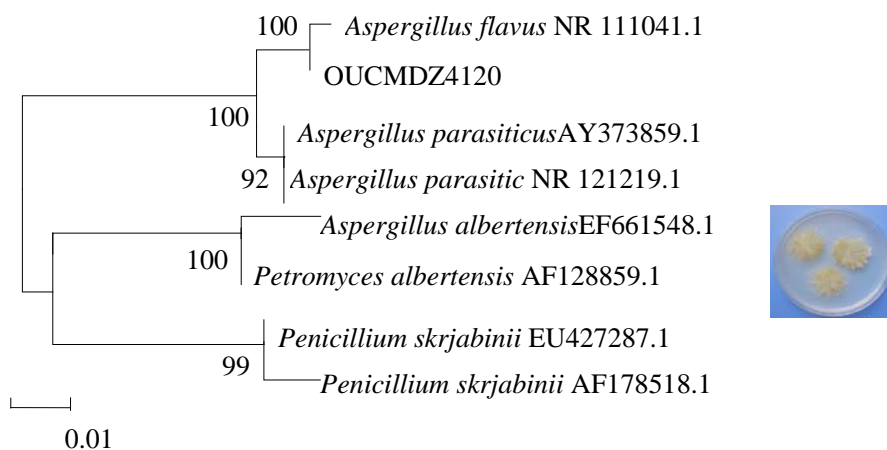 100
Aspergillus flavus NR 111041.1
OUCMDZ4120
100
Aspergillus parasiticusAY373859.1
92
Aspergillus parasitic NR 121219.1
Aspergillus albertensisEF661548.1
100
Petromyces albertensis AF128859.1
Penicillium skrjabinii EU427287.1
99
Penicillium skrjabinii AF178518.1
0.01